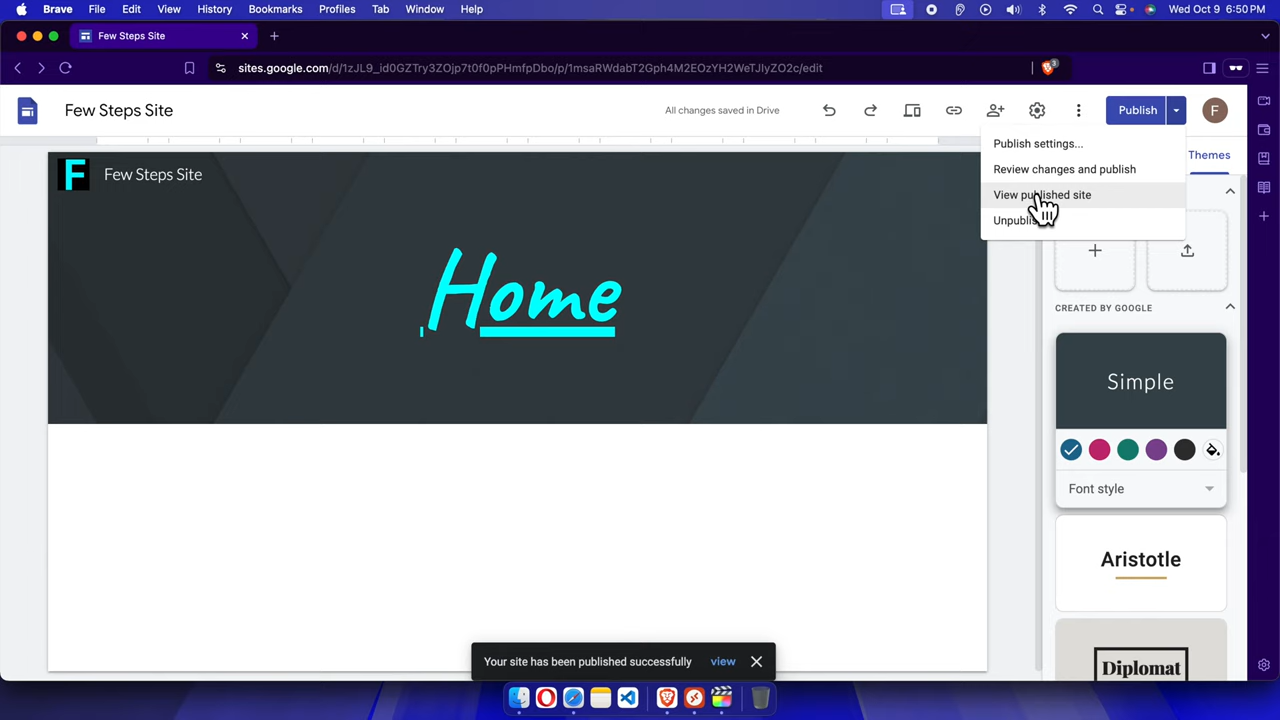 Brave File Edit View History Bookmarks Profiles Tab Window Help Wed Oct 9 6:50 PM
Few Steps Site
sites.google.com/d/1zJL9_id0GZTry3ZOjp7t0f0pPHmfpDbo/p/1msaRWdabT2Gph4M2EOzYH2WeTJIyZO2c/edit
3
Few Steps Site
All changes saved in Drive
Publish
F
Publish settings...
Review changes and publish
View published site
Themes
F
Few Steps Site
Home
CREATED BY GOOGLE
Simple
Font style
Aristotle
Diplomat
Your site has been published successfully view